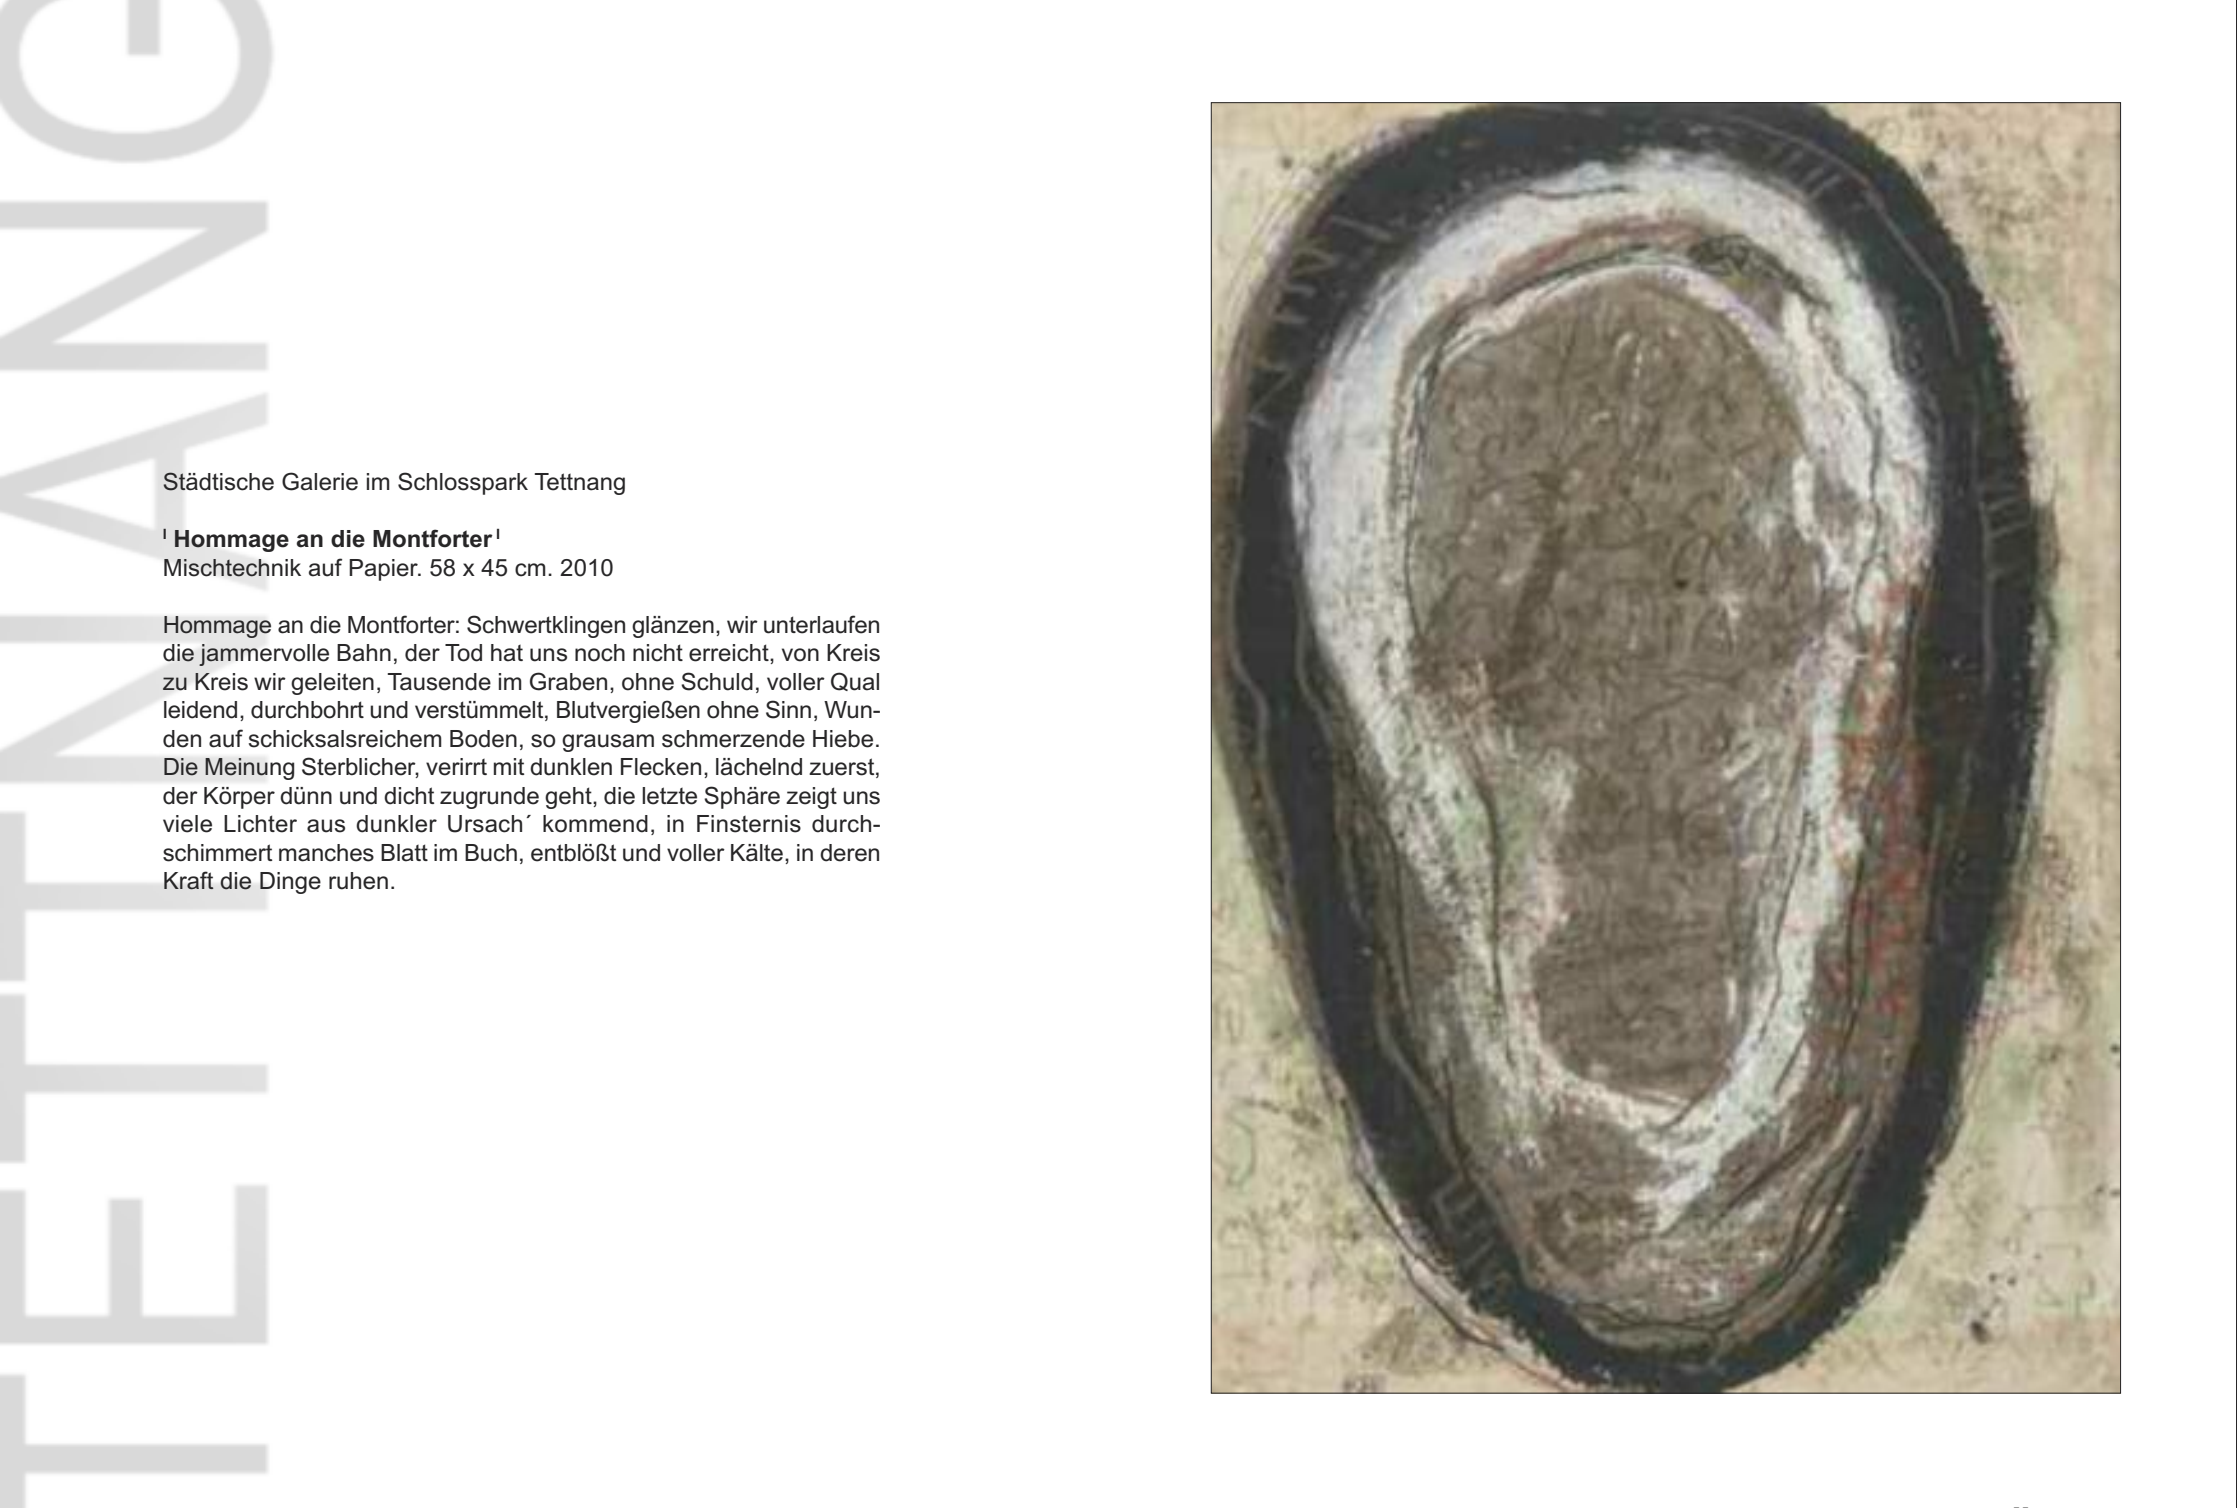 TETTNANG
Städtische Galerie im Schlosspark Tettnang
ˡ Hommage an die Montforter ˡ
Mischtechnik auf Papier. 58 x 45 cm. 2010
Hommage an die Montforter: Schwertklingen glänzen, wir unterlaufen
die jammervolle Bahn, der Tod hat uns noch nicht erreicht, von Kreis
zu Kreis wir geleiten, Tausende im Graben, ohne Schuld, voller Qual
leidend, durchbohrt und verstümmelt, Blutvergießen ohne Sinn, Wun-
den auf schicksalsreichem Boden, so grausam schmerzende Hiebe.
Die Meinung Sterblicher, verirrt mit dunklen Flecken, lächelnd zuerst,
der Körper dünn und dicht zugrunde geht, die letzte Sphäre zeigt uns
viele Lichter aus dunkler Ursach´ kommend, in Finsternis durch-
schimmert manches Blatt im Buch, entblößt und voller Kälte, in deren
Kraft die Dinge ruhen.